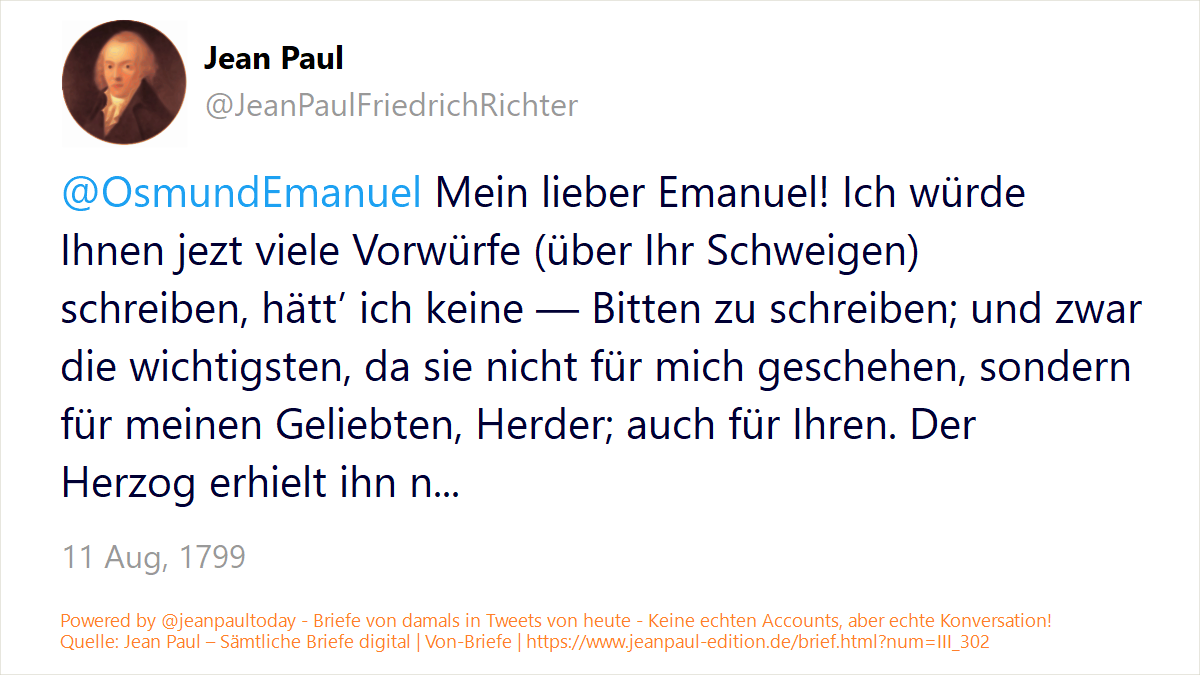 Jean Paul
@JeanPaulFriedrichRichter
@OsmundEmanuel Mein lieber Emanuel! Ich würde
Ihnen jezt viele Vorwürfe (über Ihr Schweigen)
schreiben, hätt’ ich keine — Bitten zu schreiben; und zwar
die wichtigsten, da sie nicht für mich geschehen, sondern
für meinen Geliebten, Herder; auch für Ihren. Der
Herzog erhielt ihn n...
11 Aug, 1799
Powered by @jeanpaultoday - Briefe von damals in Tweets von heute - Keine echten Accounts, aber echte Konversation!
Quelle: Jean Paul – Sämtliche Briefe digital | Von-Briefe | https://www.jeanpaul-edition.de/brief.html?num=III_302